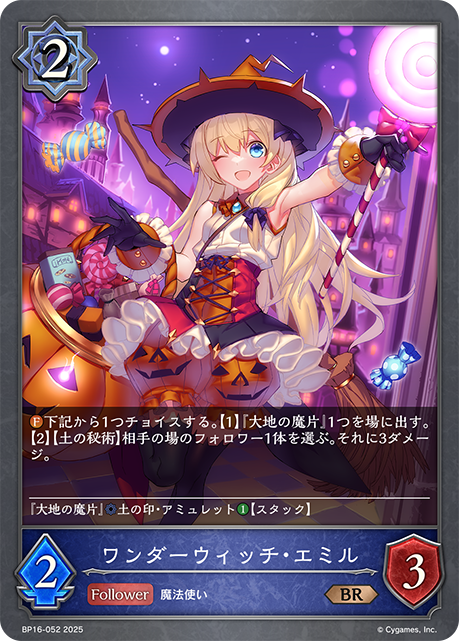 2
下記から1つチョイスする。【1】『大地の魔片』1つを場に出す。
【2】【土の秘術】相手の場のフォロワー1体を選ぶ。それに3ダメー
ジ。
『大地の魔片』土の印・アミュレット1【スタック】
ワンダーウィッチ・エミル
2
Follower 魔法使い BR
3
BP16-052 2025
© Cygames, Inc.